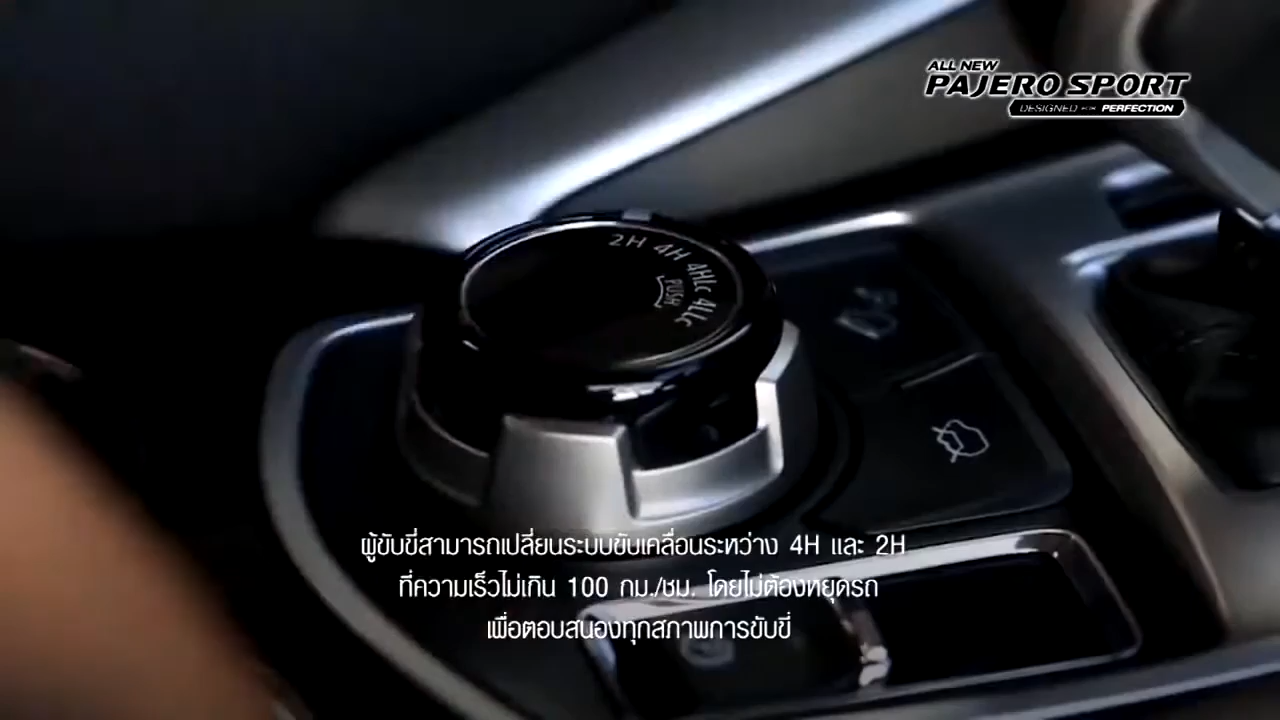 ALL NEW
PAJERO SPORT
DESIGNED FOR PERFECTION
2H 4H 4HLc 4LLc
PUSH
ผู้ขับขี่สามารถเปลี่ยนระบบขับเคลื่อนระหว่าง 4H และ 2H
ที่ความเร็วไม่เกิน 100 กม./ชม. โดยไม่ต้องหยุดรถ
เพื่อตอบสนองทุกสภาพการขับขี่